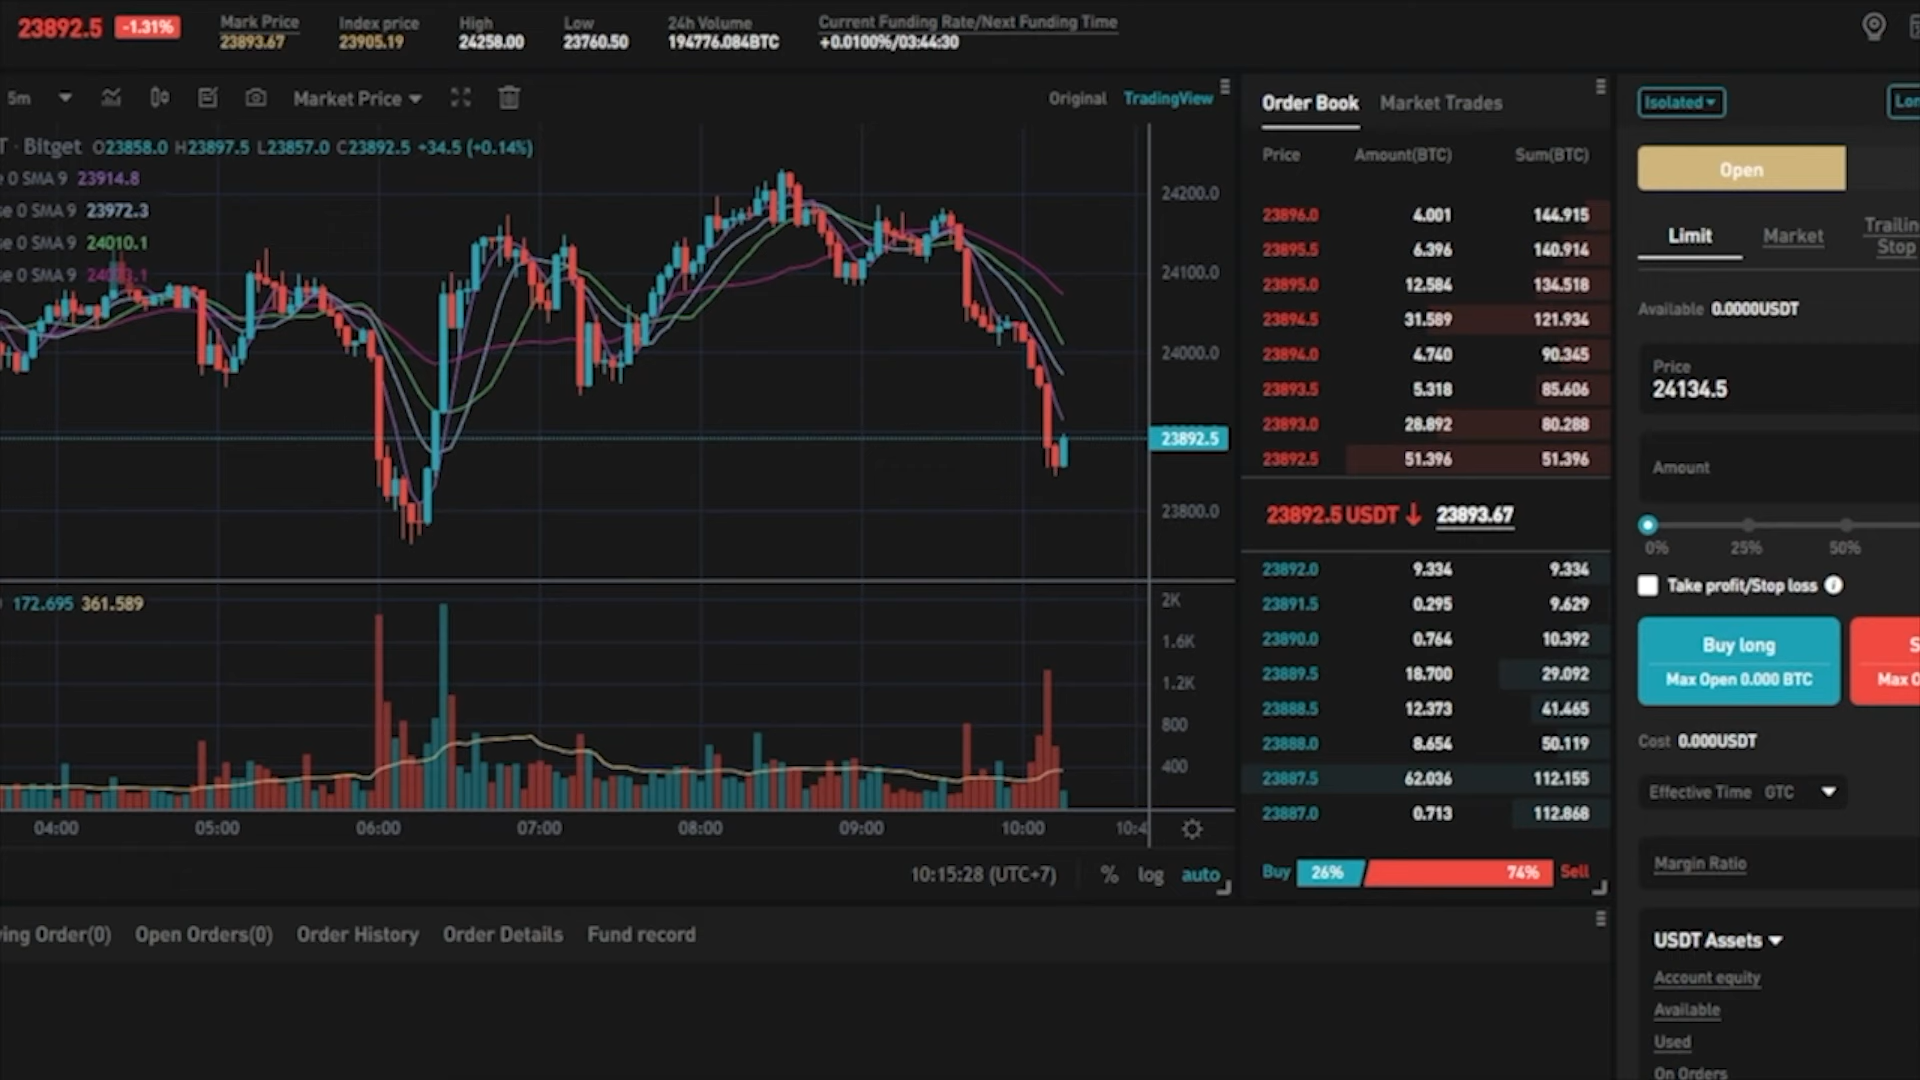 23892.5 -1.31%
Mark Price Index price High Low 24h Volume Current Funding Rate/Next Funding Time
23893.67 23905.19 24258.00 23760.50 194776.084BTC +0.0100%/03:44:30
5m Market Price Original TradingView
T · Bitget O23858.0 H23897.5 L23857.0 C23892.5 +34.5 (+0.14%)
e 0 SMA 9 23914.8
se 0 SMA 9 23972.3
se 0 SMA 9 24010.1
se 0 SMA 9
24200.0
24100.0
24000.0
23892.5
23800.0
172.695 361.589
2K
1.6K
1.2K
800
400
04:00 05:00 06:00 07:00 08:00 09:00 10:00 10:4
10:15:28 (UTC+7) % log auto
Order Book Market Trades
Price Amount(BTC) Sum(BTC)
23896.0 4.001 144.915
23895.5 6.396 140.914
23895.0 12.584 134.518
23894.5 31.589 121.934
23894.0 4.740 90.345
23893.5 5.318 85.606
23893.0 28.892 80.288
23892.5 51.396 51.396
23892.5 USDT ↓ 23893.67
23892.0 9.334 9.334
23891.5 0.295 9.629
23890.0 0.764 10.392
23889.5 18.700 29.092
23888.5 12.373 41.465
23888.0 8.654 50.119
23887.5 62.036 112.155
23887.0 0.713 112.868
Buy 26% 74% Sell
Isolated Lon
Open
Limit Market Trailin
Stop
Available 0.0000USDT
Price
24134.5
Amount
0% 25% 50%
Take profit/Stop loss
Buy long S
Max Open 0.000 BTC Max O
Cost 0.000USDT
Effective Time GTC
Margin Ratio
USDT Assets
Account equity
Available
Used
On Orders
ving Order(0) Open Orders(0) Order History Order Details Fund record